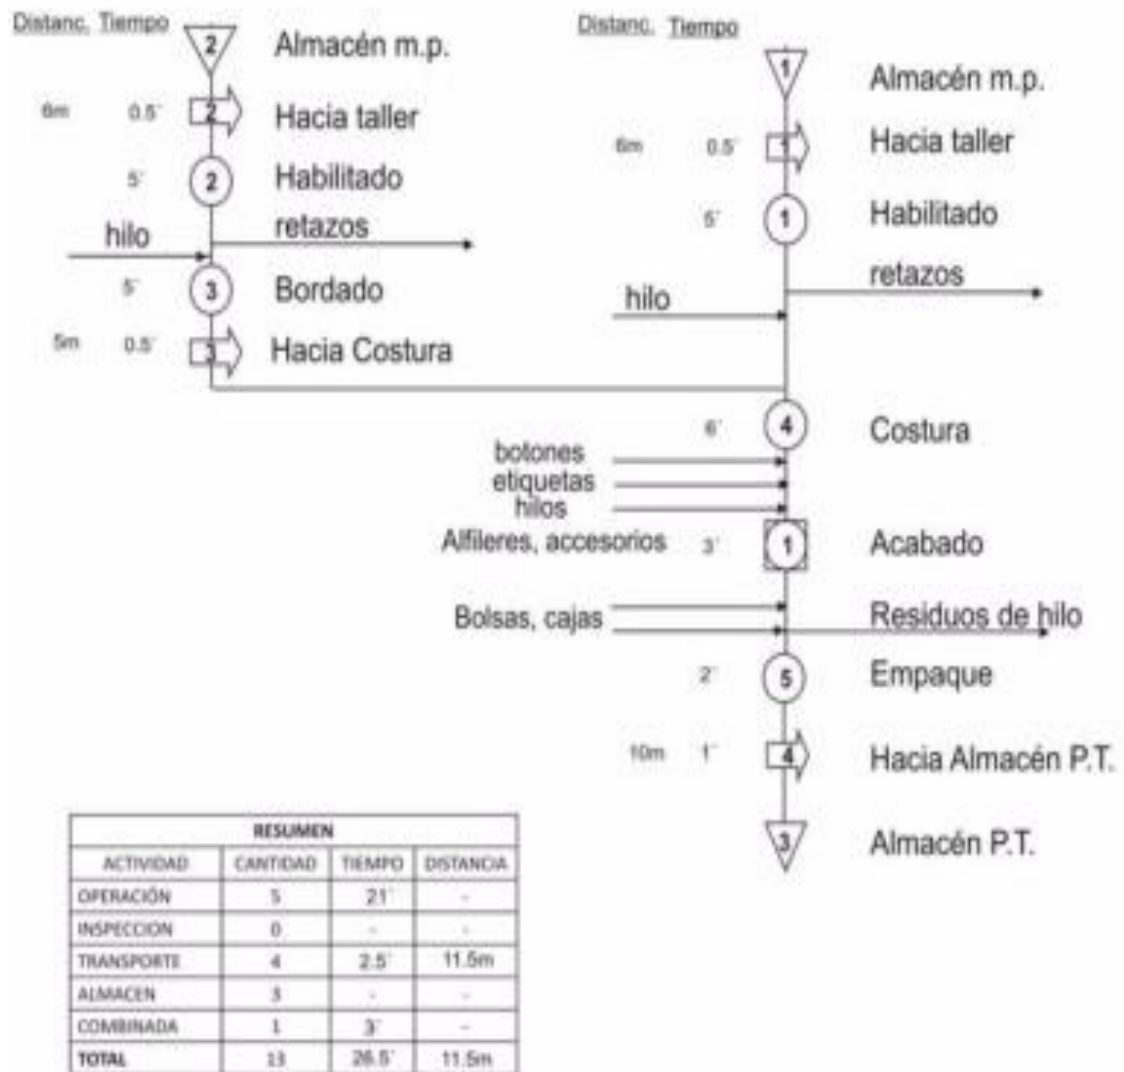 Distanc. Tiempo
2 Almacén m.p.
6m 0.5´ 2 Hacia taller
5´ 2 Habilitado
retazos
hilo
5´ 3 Bordado
5m 0.5´ 3 Hacia Costura
Distanc. Tiempo
1 Almacén m.p.
6m 0.5´ 1 Hacia taller
5´ 1 Habilitado
retazos
hilo
6´ 4 Costura
botones
etiquetas
hilos
Alfileres, accesorios 3´ 1 Acabado
Bolsas, cajas Residuos de hilo
2´ 5 Empaque
10m 1´ 4 Hacia Almacén P.T.
3 Almacén P.T.
RESUMEN
ACTIVIDAD CANTIDAD TIEMPO DISTANCIA
OPERACIÓN 5 21´ -
INSPECCION 0 - -
TRANSPORTE 4 2.5´ 11.5m
ALMACEN 3 - -
COMBINADA 1 3´ -
TOTAL 13 26.5´ 11.5m